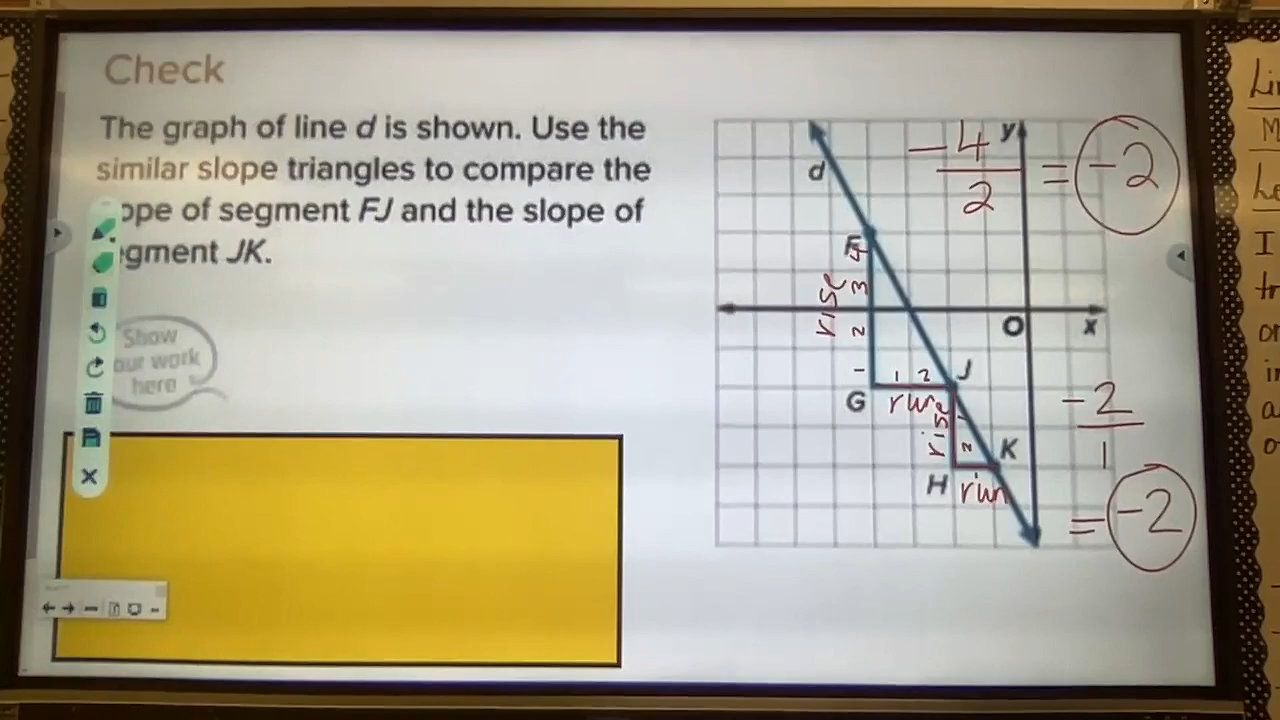 Check
The graph of line d is shown. Use the
similar slope triangles to compare the
ope of segment FJ and the slope of
gment JK.
Show
our work
here
-4
2
= -2
y
d
F
4
3
rise
2
1
O
x
G
1 2
run
J
rise
2
K
H
run
-2
1
= -2
Li
M
I
tr
o
i
a
o